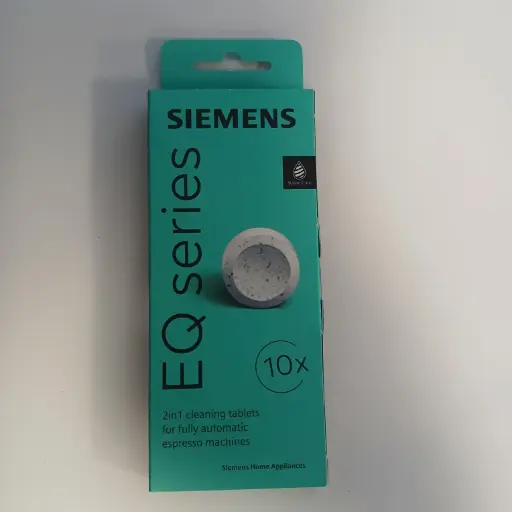 SIEMENS
EQ series
10x
2in1 cleaning tablets
for fully automatic
espresso machines
Siemens Home Appliances